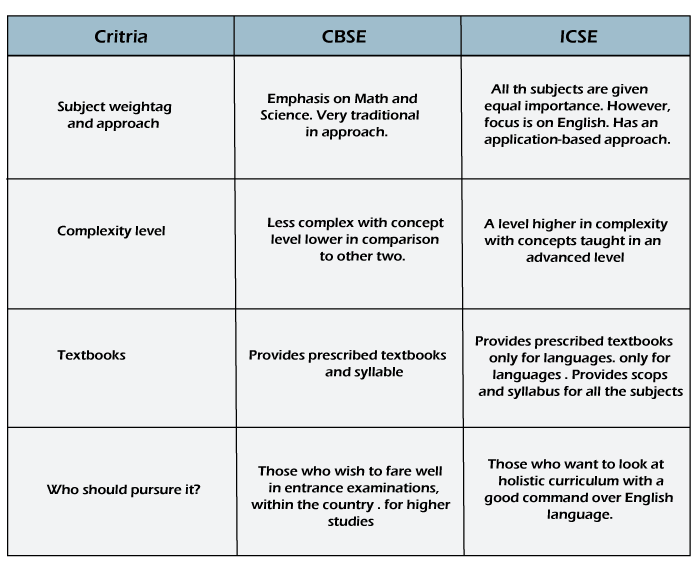 Critria
CBSE
ICSE
Subject weightag
and approach
Emphasis on Math and
Science. Very traditional
in approach.
All th subjects are given
equal importance. However,
focus is on English. Has an
application-based approach.
Complexity level
Less complex with concept
level lower in comparison
to other two.
A level higher in complexity
with concepts taught in an
advanced level
Textbooks
Provides prescribed textbooks
and syllable
Provides prescribed textbooks
only for languages. only for
languages . Provides scops
and syllabus for all the subjects
Who should pursure it?
Those who wish to fare well
in entrance examinations,
within the country . for higher
studies
Those who want to look at
holistic curriculum with a
good command over English
language.